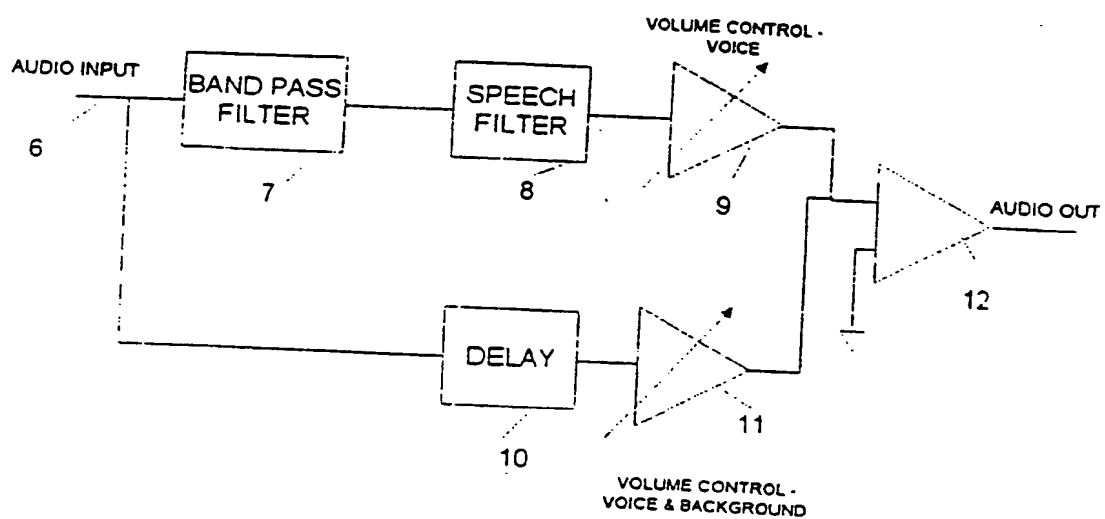 VOLUME CONTROL -
VOICE
AUDIO INPUT
BAND PASS
FILTER
SPEECH
FILTER
6
7
8
9
AUDIO OUT
12
DELAY
10
11
VOLUME CONTROL -
VOICE & BACKGROUND